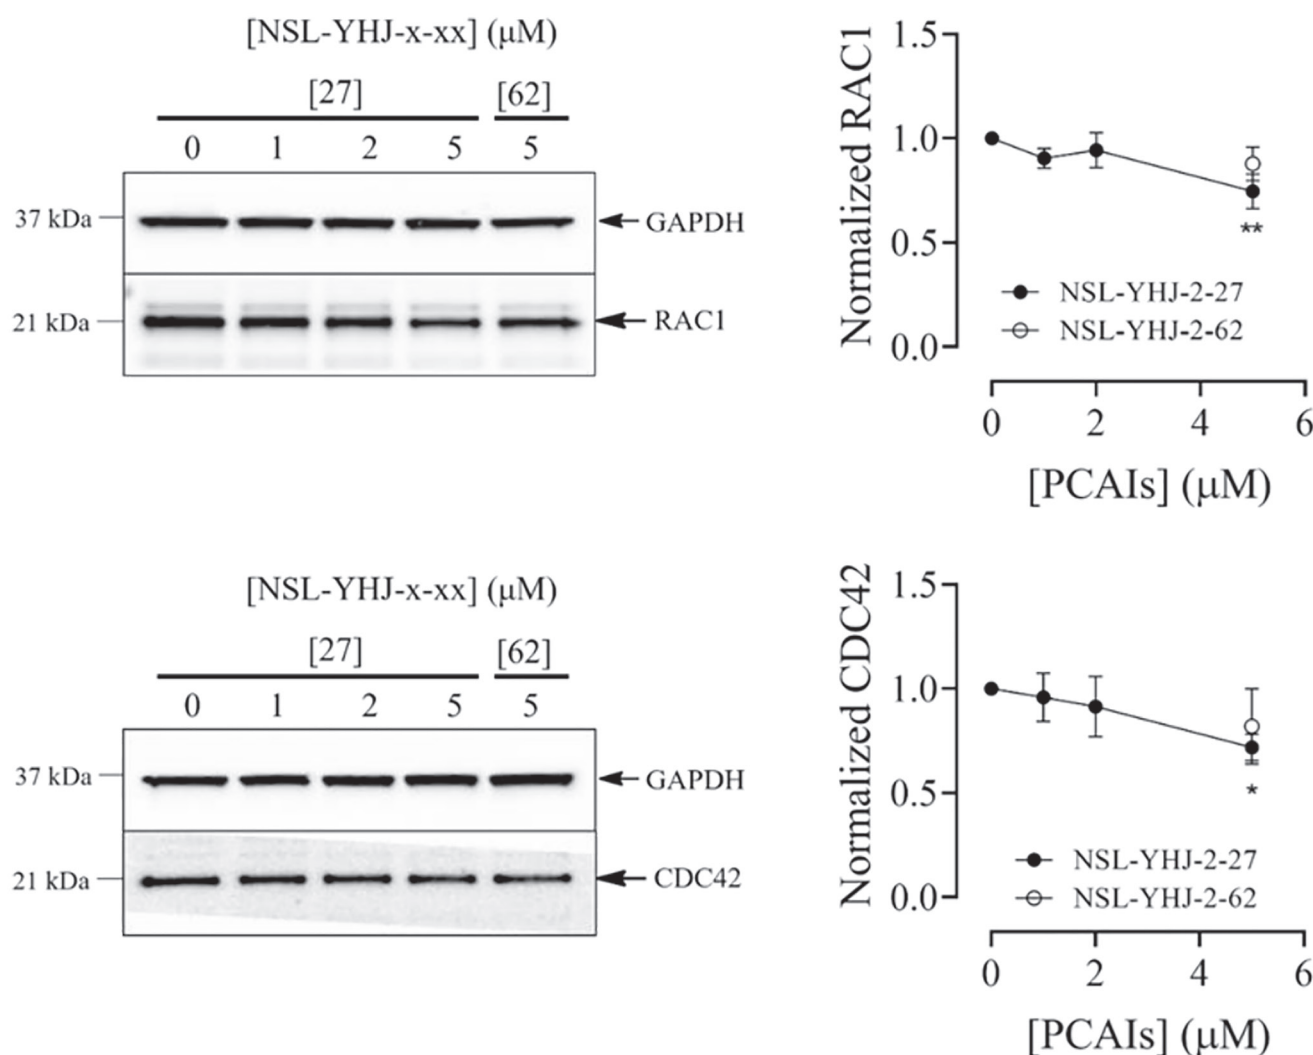 [NSL-YHJ-x-xx] (μM)
[27] [62]
0 1 2 5 5
37 kDa GAPDH
21 kDa RAC1
Normalized RAC1
1.5
1.0
0.5
0.0
**
NSL-YHJ-2-27
NSL-YHJ-2-62
0 2 4 6
[PCAIs] (μM)
[NSL-YHJ-x-xx] (μM)
[27] [62]
0 1 2 5 5
37 kDa GAPDH
21 kDa CDC42
Normalized CDC42
1.5
1.0
0.5
0.0
*
NSL-YHJ-2-27
NSL-YHJ-2-62
0 2 4 6
[PCAIs] (μM)